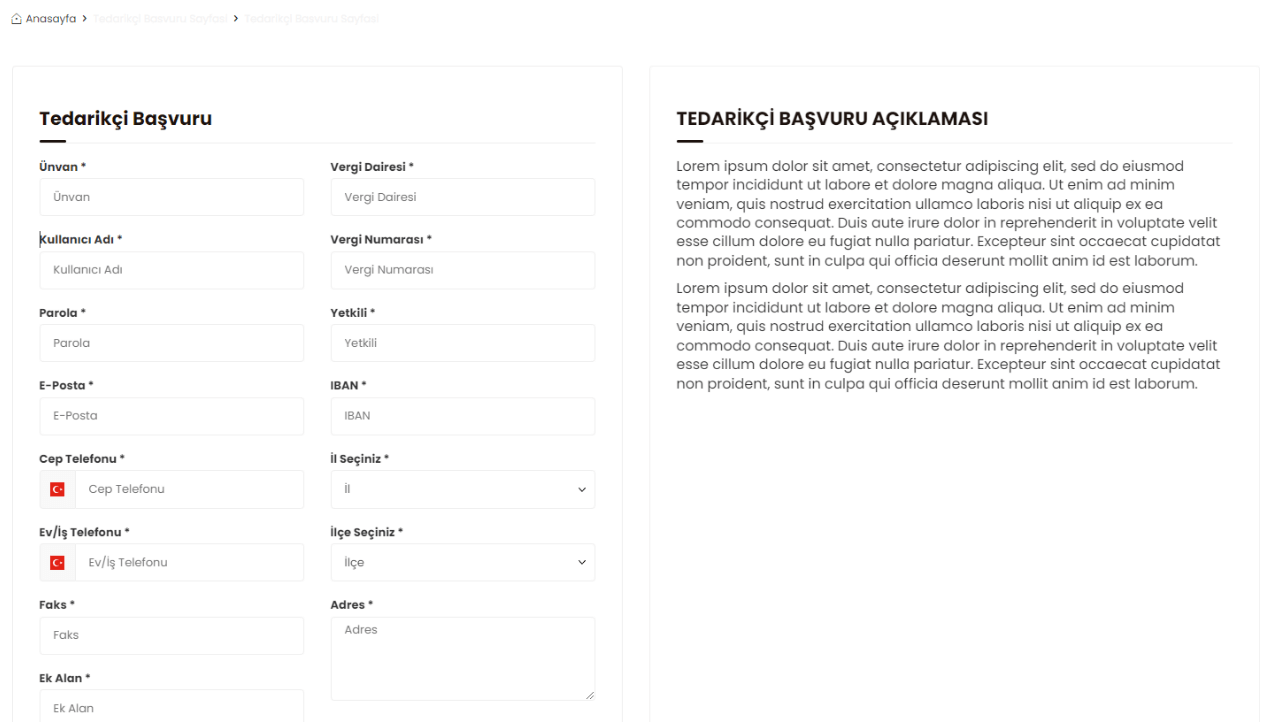 Anasayfa > Tedarikçi Başvuru Sayfası > Tedarikçi Başvuru Sayfası
Tedarikçi Başvuru
Ünvan *
Ünvan
Vergi Dairesi *
Vergi Dairesi
Kullanıcı Adı *
Kullanıcı Adı
Vergi Numarası *
Vergi Numarası
Parola *
Parola
Yetkili *
Yetkili
E-Posta *
E-Posta
IBAN *
IBAN
Cep Telefonu *
Cep Telefonu
İl Seçiniz *
İl
Ev/İş Telefonu *
Ev/İş Telefonu
İlçe Seçiniz *
İlçe
Faks *
Faks
Adres *
Adres
Ek Alan *
Ek Alan
TEDARİKÇİ BAŞVURU AÇIKLAMASI
Lorem ipsum dolor sit amet, consectetur adipiscing elit, sed do eiusmod
tempor incididunt ut labore et dolore magna aliqua. Ut enim ad minim
veniam, quis nostrud exercitation ullamco laboris nisi ut aliquip ex ea
commodo consequat. Duis aute irure dolor in reprehenderit in voluptate velit
esse cillum dolore eu fugiat nulla pariatur. Excepteur sint occaecat cupidatat
non proident, sunt in culpa qui officia deserunt mollit anim id est laborum.
Lorem ipsum dolor sit amet, consectetur adipiscing elit, sed do eiusmod
tempor incididunt ut labore et dolore magna aliqua. Ut enim ad minim
veniam, quis nostrud exercitation ullamco laboris nisi ut aliquip ex ea
commodo consequat. Duis aute irure dolor in reprehenderit in voluptate velit
esse cillum dolore eu fugiat nulla pariatur. Excepteur sint occaecat cupidatat
non proident, sunt in culpa qui officia deserunt mollit anim id est laborum.